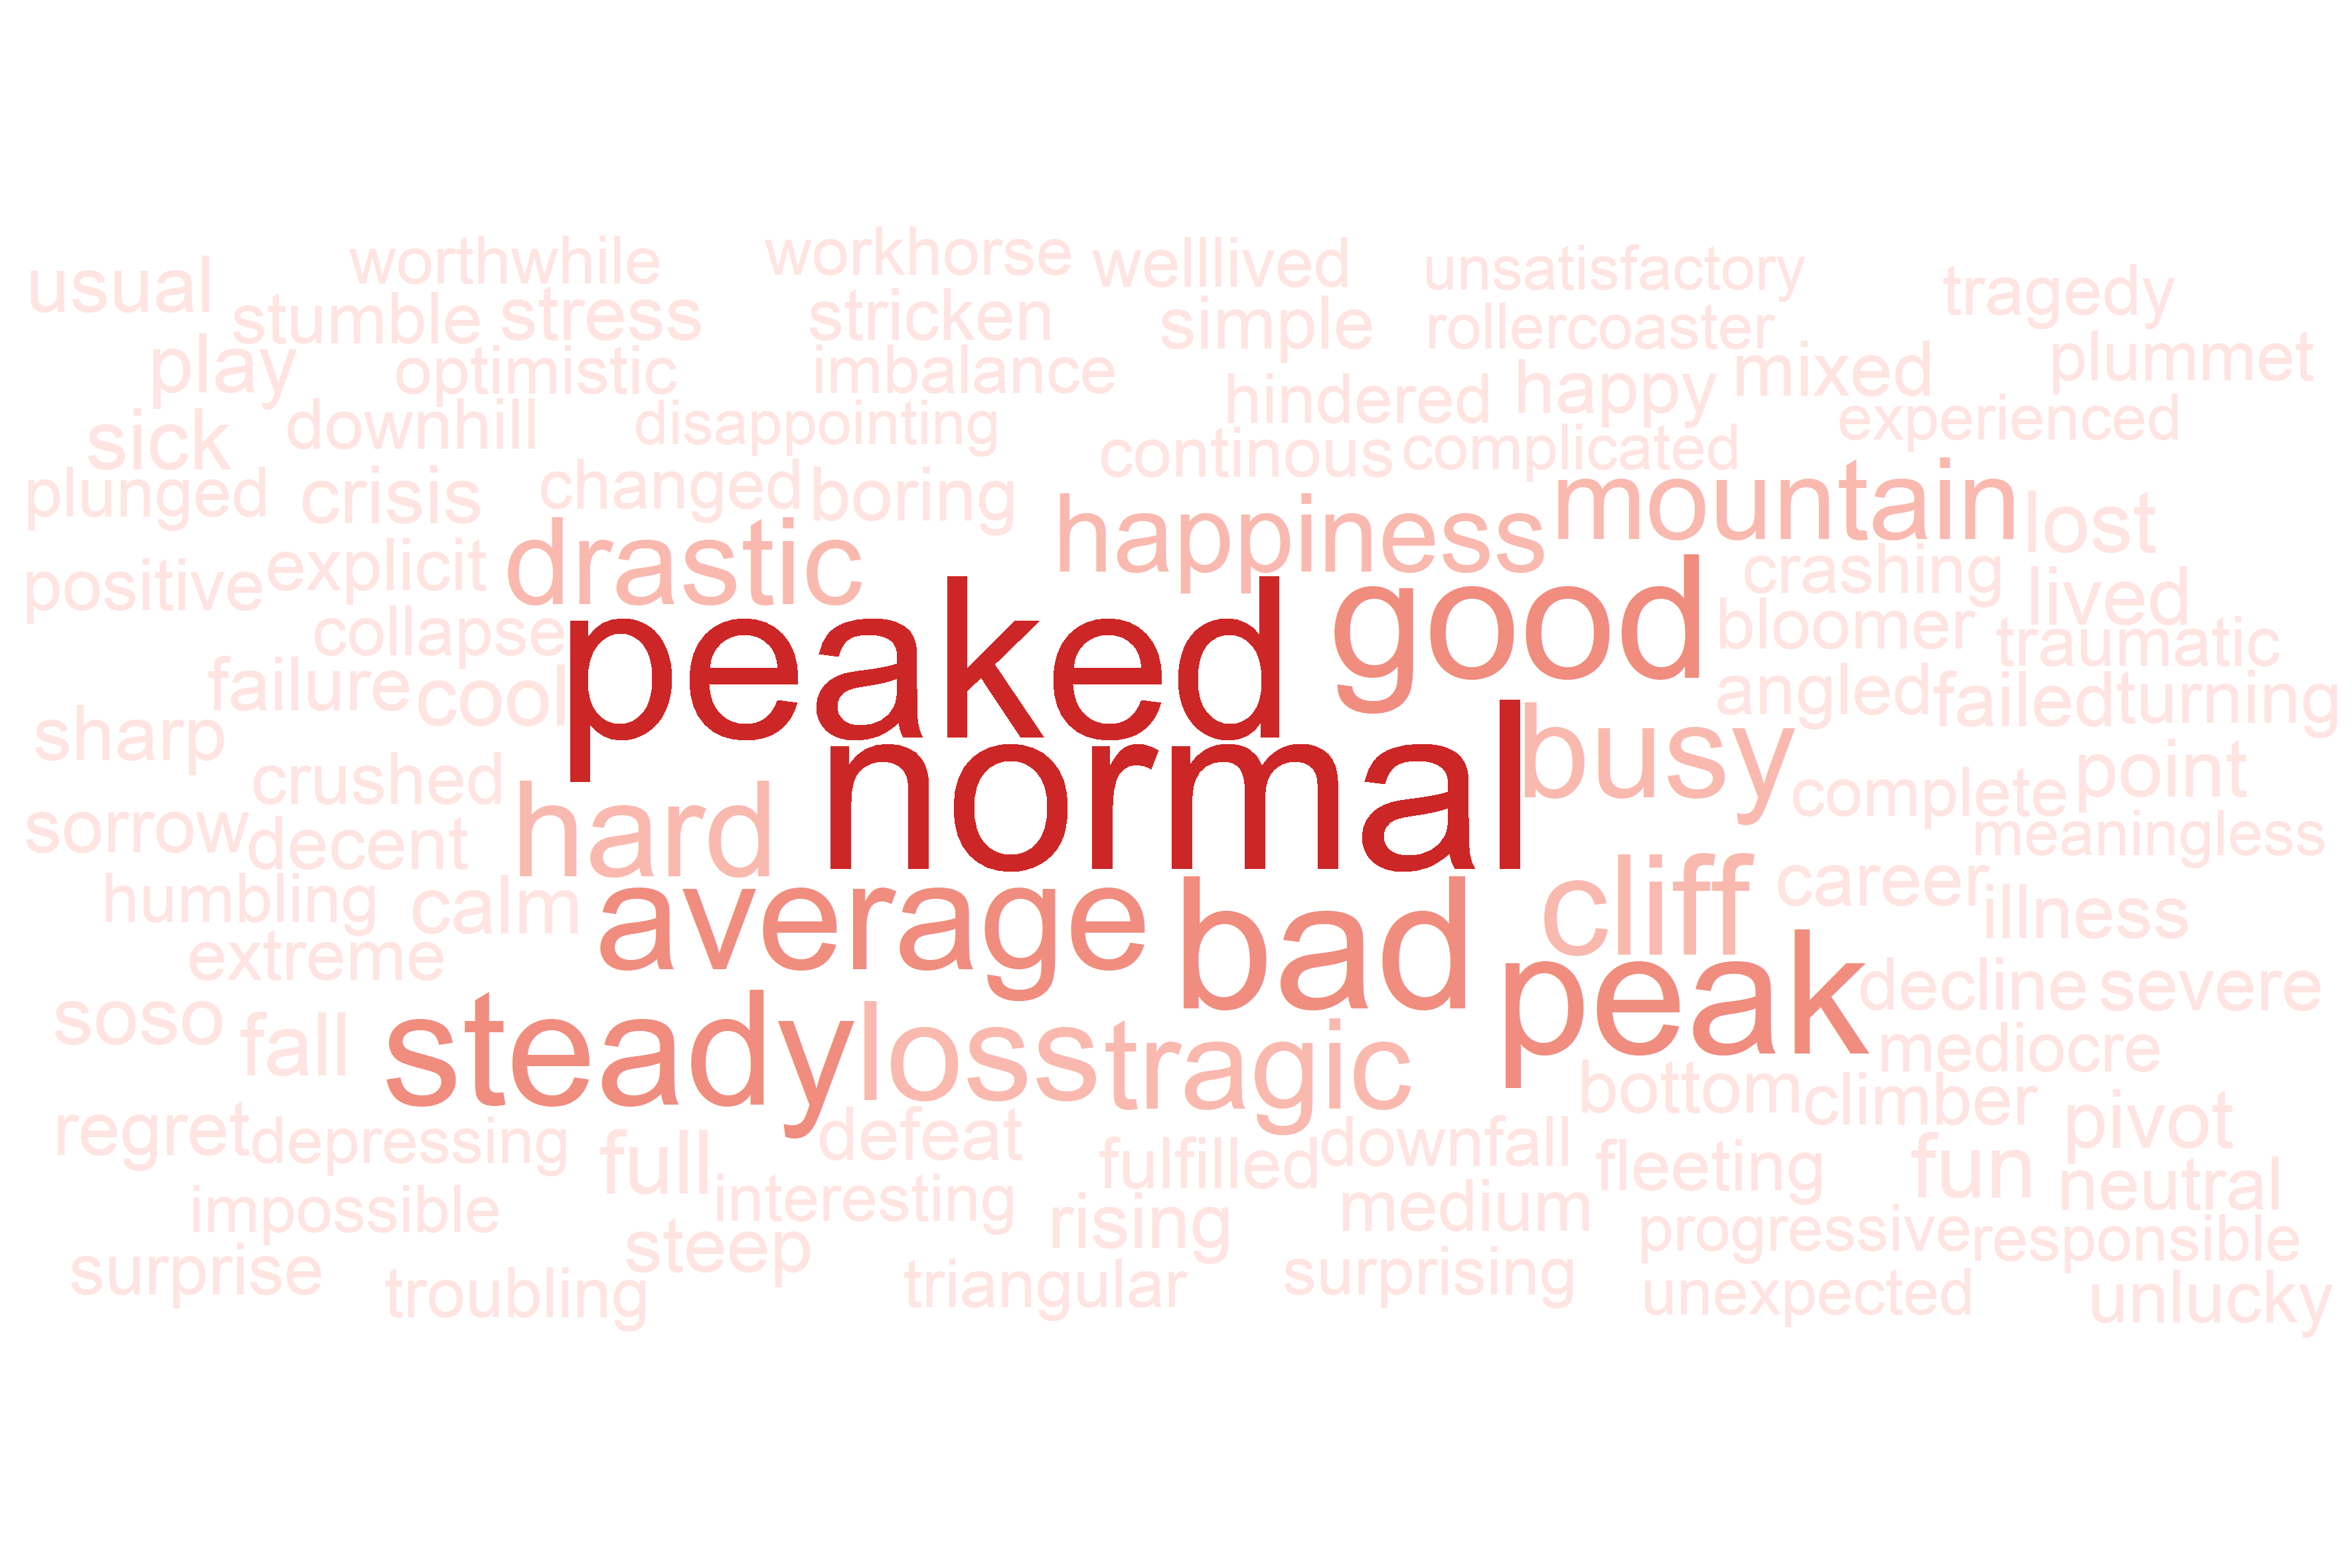 worthwhile workhorse welllived unsatisfactory tragedy
usual stumble stress stricken simple rollercoaster
play optimistic imbalance hindered happy mixed plummet
sick downhill disappointing continous complicated experienced
plunged crisis changed boring happiness mountain lost
positive explicit drastic crashing lived
collapse peaked good bloomer traumatic
failure cool angled failed turning
sharp crushed normal busy complete point
sorrow decent hard meaningless
humbling calm average bad cliff career illness
extreme peak decline severe
soso fall steady loss tragic mediocre
regret depressing full defeat fulfilled downfall bottom climber pivot
impossible interesting rising medium fleeting fun neutral
surprise troubling steep triangular surprising progressive responsible
unexpected unlucky